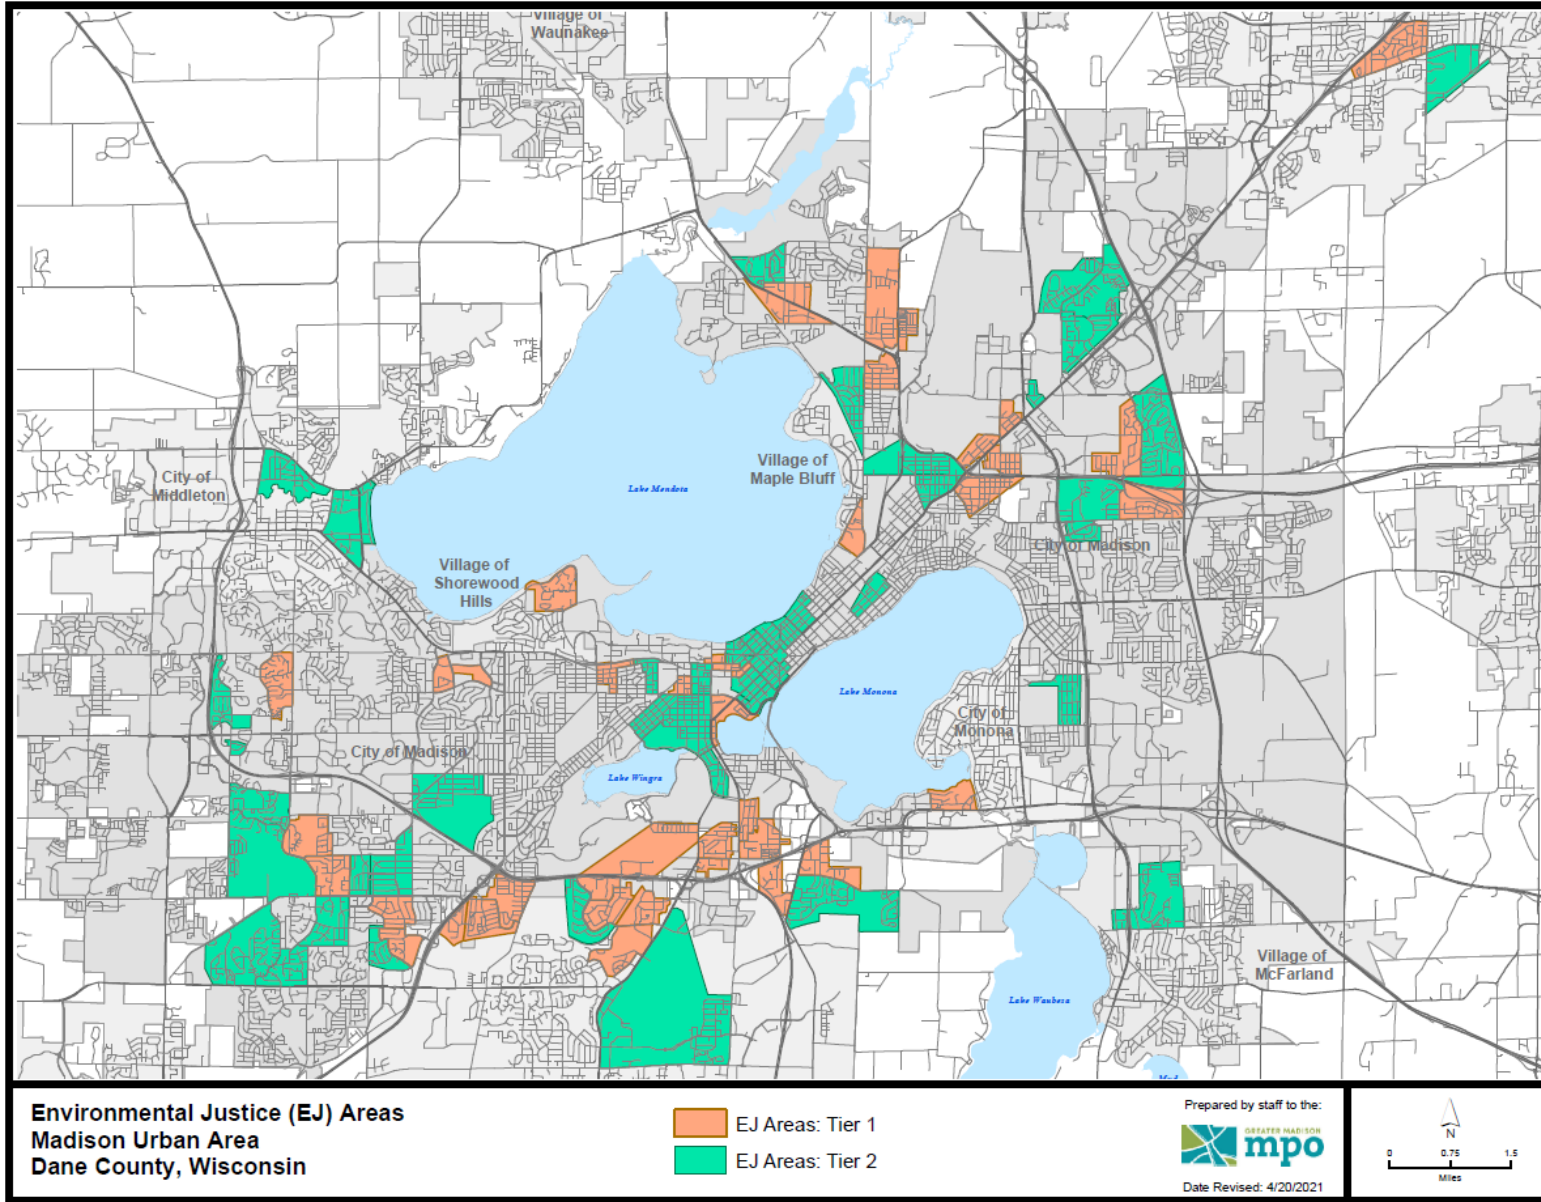 Village of
Waunakee
City of
Middleton
Lake Mendota
Village of
Maple Bluff
Village of
Shorewood
Hills
City of Madison
Lake Monona
City of
Monona
City of Madison
Lake Wingra
Village of
McFarland
Lake Waubesa
Mud
Environmental Justice (EJ) Areas
Madison Urban Area
Dane County, Wisconsin
EJ Areas: Tier 1
EJ Areas: Tier 2
Prepared by staff to the:
GREATER MADISON
mpo
Date Revised: 4/20/2021
N
0 0.75 1.5
Miles